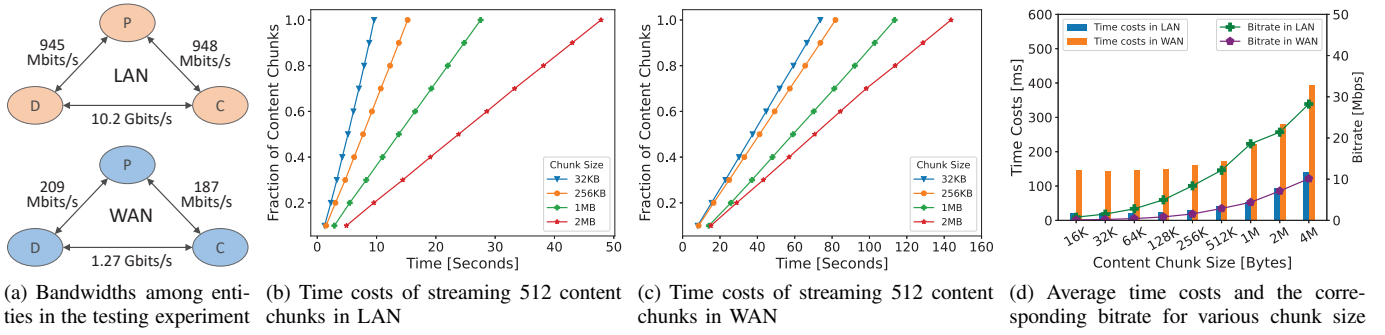 P
945
Mbits/s
948
Mbits/s
LAN
D
C
10.2 Gbits/s
P
209
Mbits/s
187
Mbits/s
WAN
D
C
1.27 Gbits/s
(a) Bandwidths among enti-
ties in the testing experiment
Fraction of Content Chunks
1.0
0.8
0.6
0.4
0.2
Chunk Size
32KB
256KB
1MB
2MB
0 10 20 30 40 50
Time [Seconds]
(b) Time costs of streaming 512 content
chunks in LAN
Fraction of Content Chunks
1.0
0.8
0.6
0.4
0.2
Chunk Size
32KB
256KB
1MB
2MB
0 20 40 60 80 100 120 140 160
Time [Seconds]
(c) Time costs of streaming 512 content
chunks in WAN
Time Costs [ms]
600
500
400
300
200
100
0
Time costs in LAN
Time costs in WAN
Bitrate in LAN
Bitrate in WAN
50
40
30
20
10
0
Bitrate [Mbps]
16K 32K 64K 128K 256K 512K 1M 2M 4M
Content Chunk Size [Bytes]
(d) Average time costs and the corre-
sponding bitrate for various chunk size